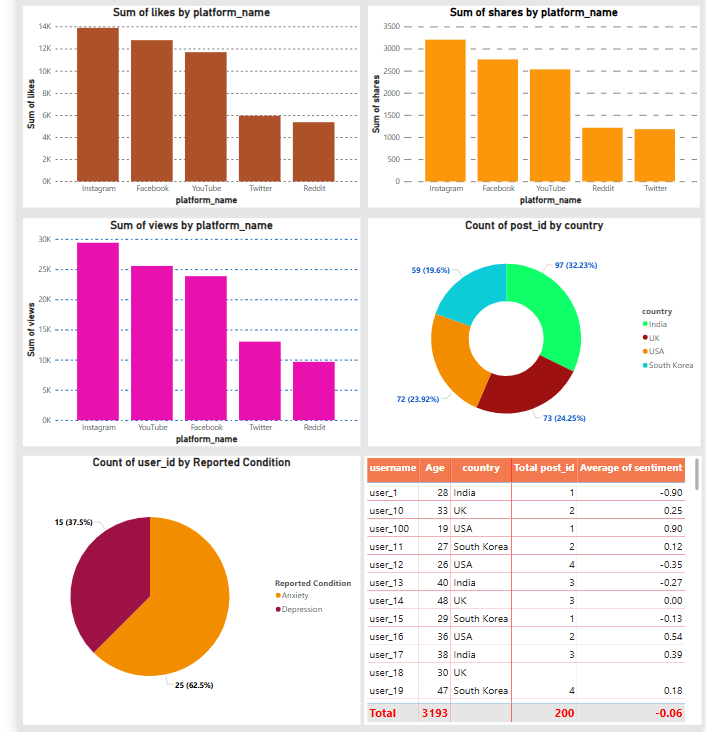 Sum of likes by platform_name
14K
12K
10K
8K
6K
4K
2K
0K
Sum of likes
Instagram Facebook YouTube Twitter Reddit
platform_name
Sum of shares by platform_name
3500
3000
2500
2000
1500
1000
500
0
Sum of shares
Instagram Facebook YouTube Reddit Twitter
platform_name
Sum of views by platform_name
30K
25K
20K
15K
10K
5K
0K
Sum of views
Instagram YouTube Facebook Twitter Reddit
platform_name
Count of post_id by country
59 (19.6%)
97 (32.23%)
72 (23.92%)
73 (24.25%)
country
India
UK
USA
South Korea
Count of user_id by Reported Condition
15 (37.5%)
25 (62.5%)
Reported Condition
Anxiety
Depression
username Age country Total post_id Average of sentiment
user_1 28 India 1 -0.90
user_10 33 UK 2 0.25
user_100 19 USA 1 0.90
user_11 27 South Korea 2 0.12
user_12 26 USA 4 -0.35
user_13 40 India 3 -0.27
user_14 48 UK 3 0.00
user_15 29 South Korea 1 -0.13
user_16 36 USA 2 0.54
user_17 38 India 3 0.39
user_18 30 UK
user_19 47 South Korea 4 0.18
Total 3193 200 -0.06